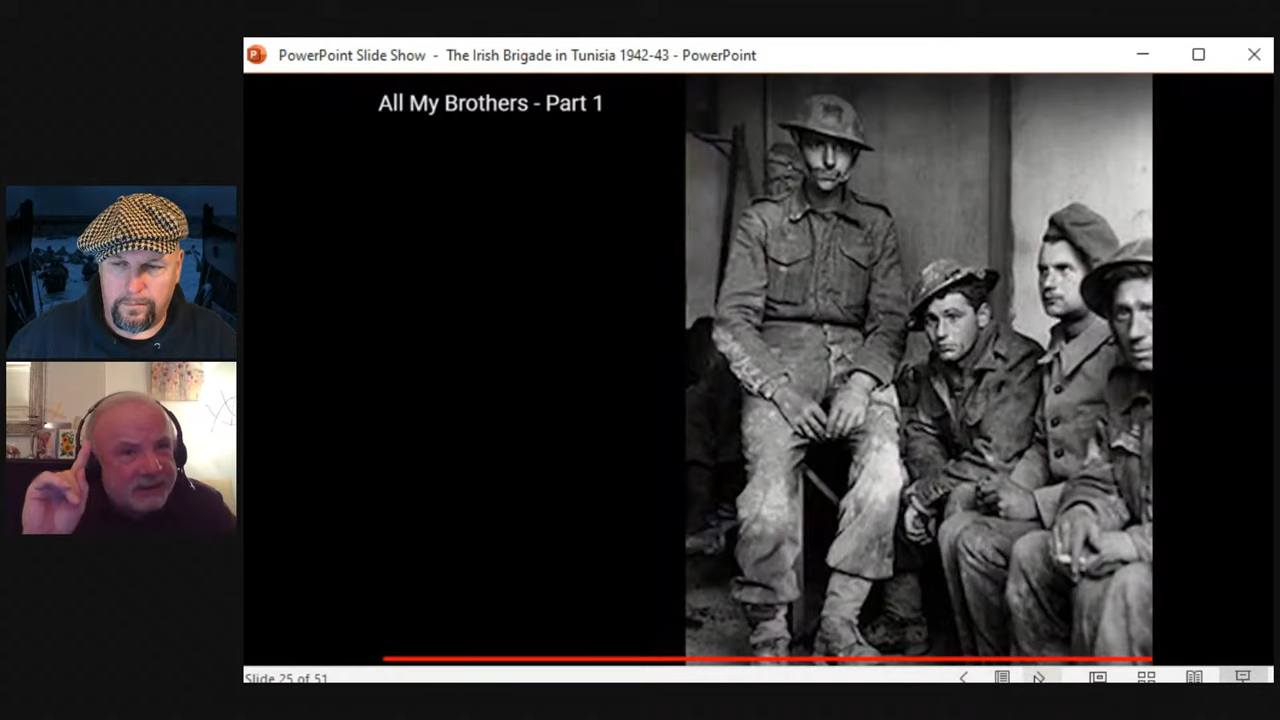 PowerPoint Slide Show - The Irish Brigade in Tunisia 1942-43 - PowerPoint
All My Brothers - Part 1
Slide 25 of 51